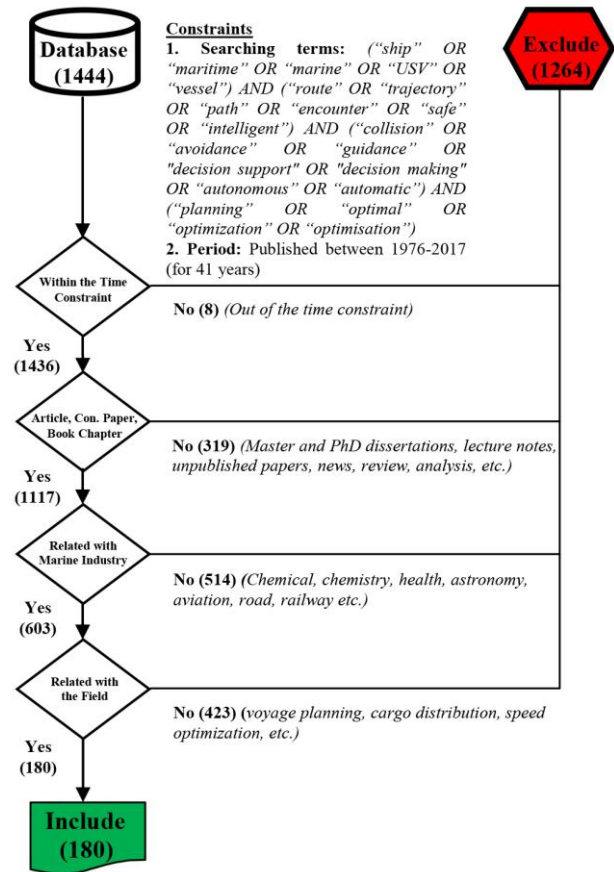 Database
(1444)
Constraints
1. Searching terms: (“ship” OR
“maritime” OR “marine” OR “USV” OR
“vessel”) AND (“route” OR “trajectory”
OR “path” OR “encounter” OR “safe”
OR “intelligent”) AND (“collision” OR
“avoidance” OR “guidance” OR
"decision support" OR "decision making"
OR “autonomous” OR “automatic”) AND
(“planning” OR “optimal” OR
“optimization” OR “optimisation”)
2. Period: Published between 1976-2017
(for 41 years)
Exclude
(1264)
Within the Time
Constraint
No (8) (Out of the time constraint)
Yes
(1436)
Article, Con. Paper,
Book Chapter
No (319) (Master and PhD dissertations, lecture notes,
unpublished papers, news, review, analysis, etc.)
Yes
(1117)
Related with
Marine Industry
No (514) (Chemical, chemistry, health, astronomy,
aviation, road, railway etc.)
Yes
(603)
Related with
the Field
No (423) (voyage planning, cargo distribution, speed
optimization, etc.)
Yes
(180)
Include
(180)